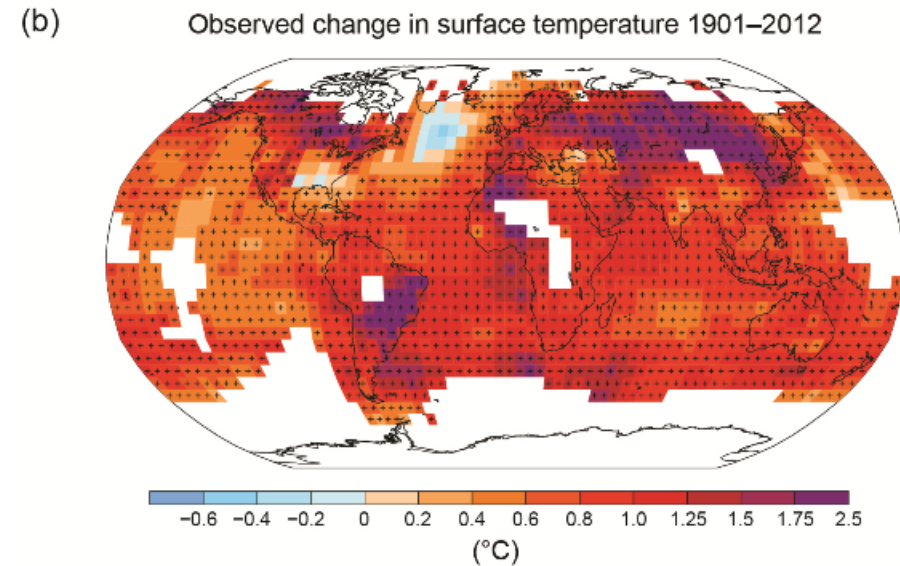 (b) Observed change in surface temperature 1901–2012
−0.6 −0.4 −0.2 0 0.2 0.4 0.6 0.8 1.0 1.25 1.5 1.75 2.5
(°C)